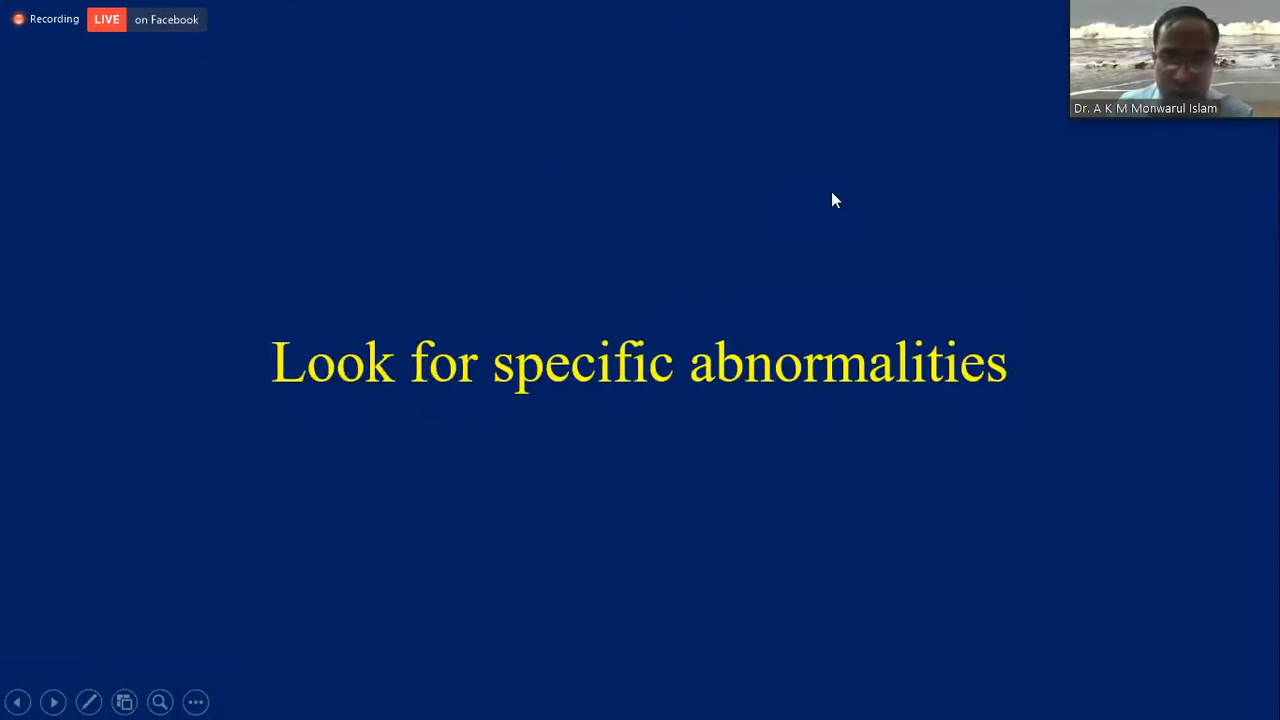 Recording LIVE on Facebook
Dr. A K M Monwarul Islam
Look for specific abnormalities